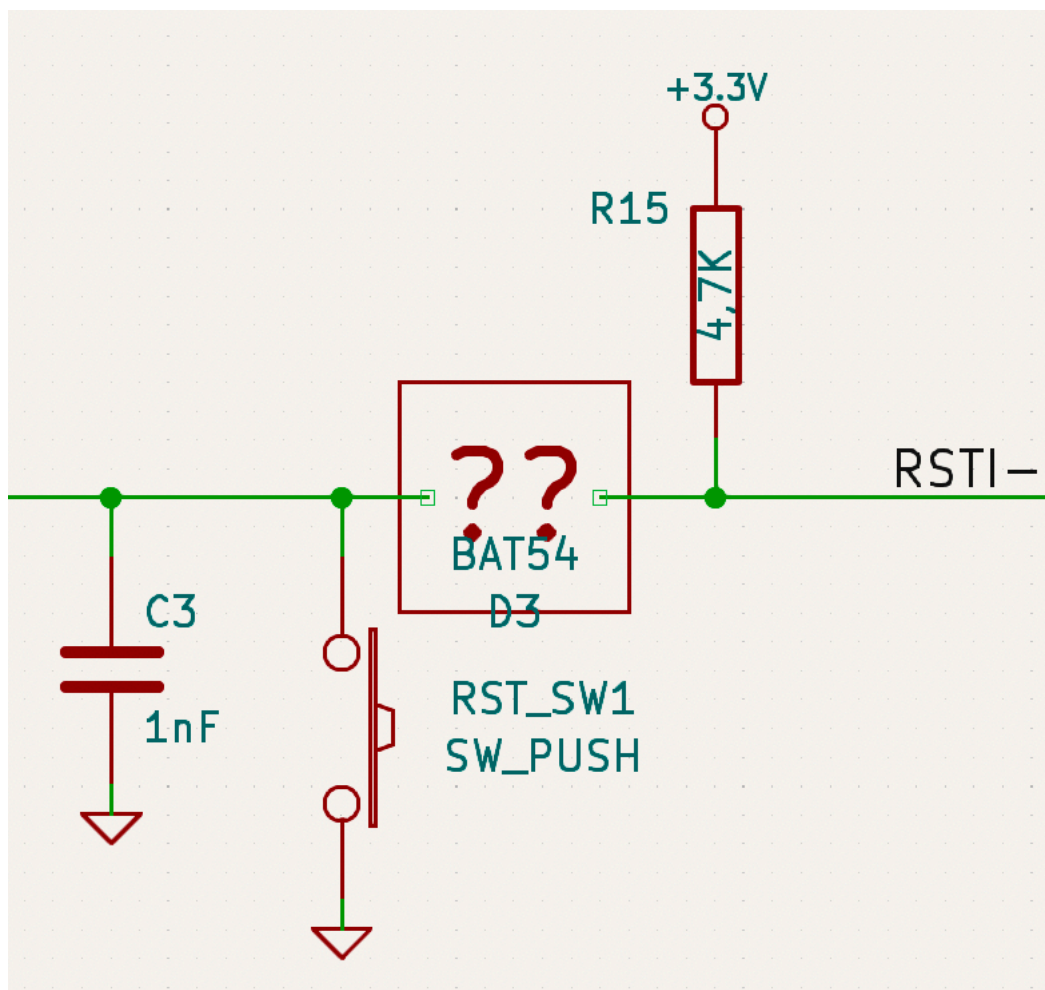 +3.3V
R15
4,7K
RSTI-
??
BAT54
D3
C3
1nF
RST_SW1
SW_PUSH